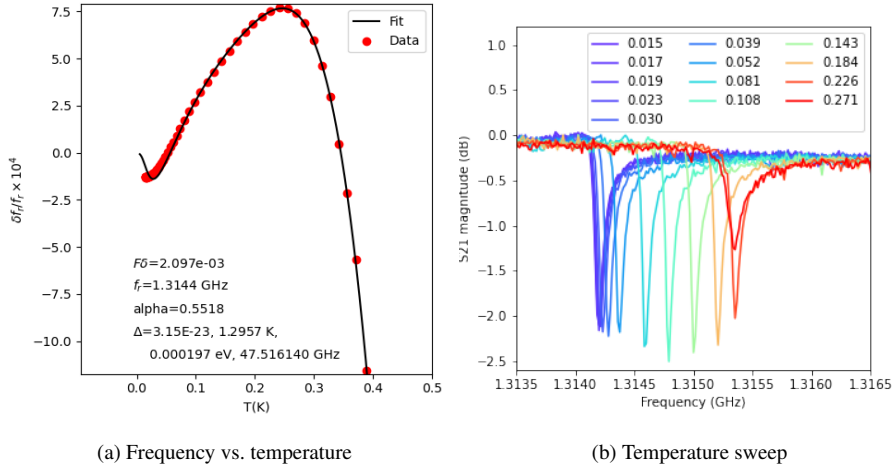 7.5
5.0
2.5
0.0
−2.5
−5.0
−7.5
−10.0
δfᵣ/fᵣ × 10⁴
Fit
Data
Fδ=2.097e-03
fᵣ=1.3144 GHz
alpha=0.5518
Δ=3.15E-23, 1.2957 K,
0.000197 eV, 47.516140 GHz
0.0 0.1 0.2 0.3 0.4 0.5
T(K)
(a) Frequency vs. temperature
1.0
0.5
0.0
−0.5
−1.0
−1.5
−2.0
−2.5
S21 magnitude (dB)
0.015 0.039 0.143
0.017 0.052 0.184
0.019 0.081 0.226
0.023 0.108 0.271
0.030
1.3135 1.3140 1.3145 1.3150 1.3155 1.3160 1.3165
Frequency (GHz)
(b) Temperature sweep